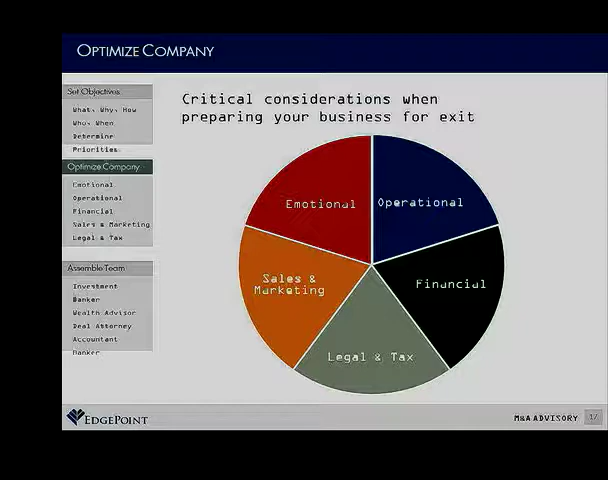 OPTIMIZE COMPANY
Set Objectives
What, Why, How
Who, When
Determine
Priorities
Optimize Company
Emotional
Operational
Financial
Sales & Marketing
Legal & Tax
Assemble Team
Investment
Banker
Wealth Advisor
Deal Attorney
Accountant
Banker
Critical considerations when
preparing your business for exit
Emotional
Operational
Sales &
Marketing
Financial
Legal & Tax
EDGEPOINT
M&A ADVISORY
17